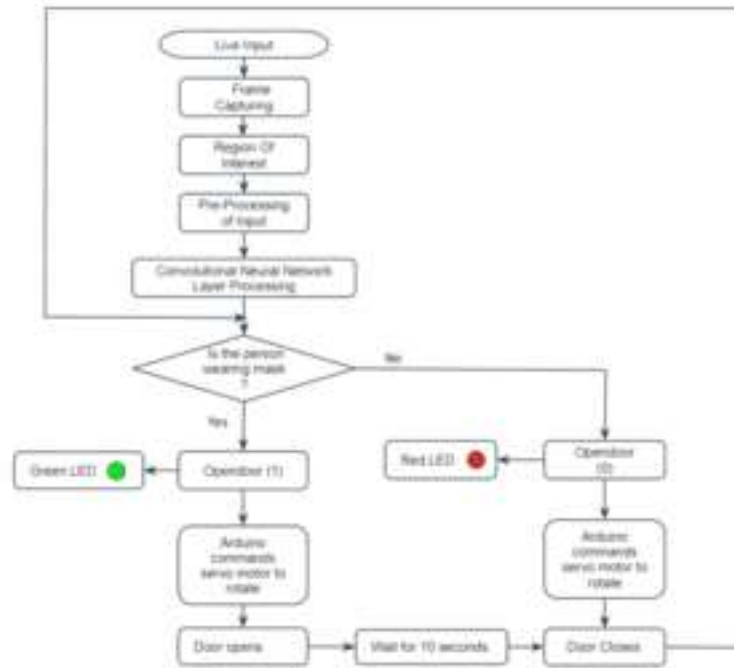 Live Input
Frame
Capturing
Region Of
Interest
Pre-Processing
of Input
Convolutional Neural Network
Layer Processing
Is the person
wearing mask
?
No
Yes
Green LED
Opendoor (1)
Red LED
Opendoor
(0)
Arduino
commands
servo motor to
rotate
Arduino
commands
servo motor to
rotate
Door opens
Wait for 10 seconds
Door Closes